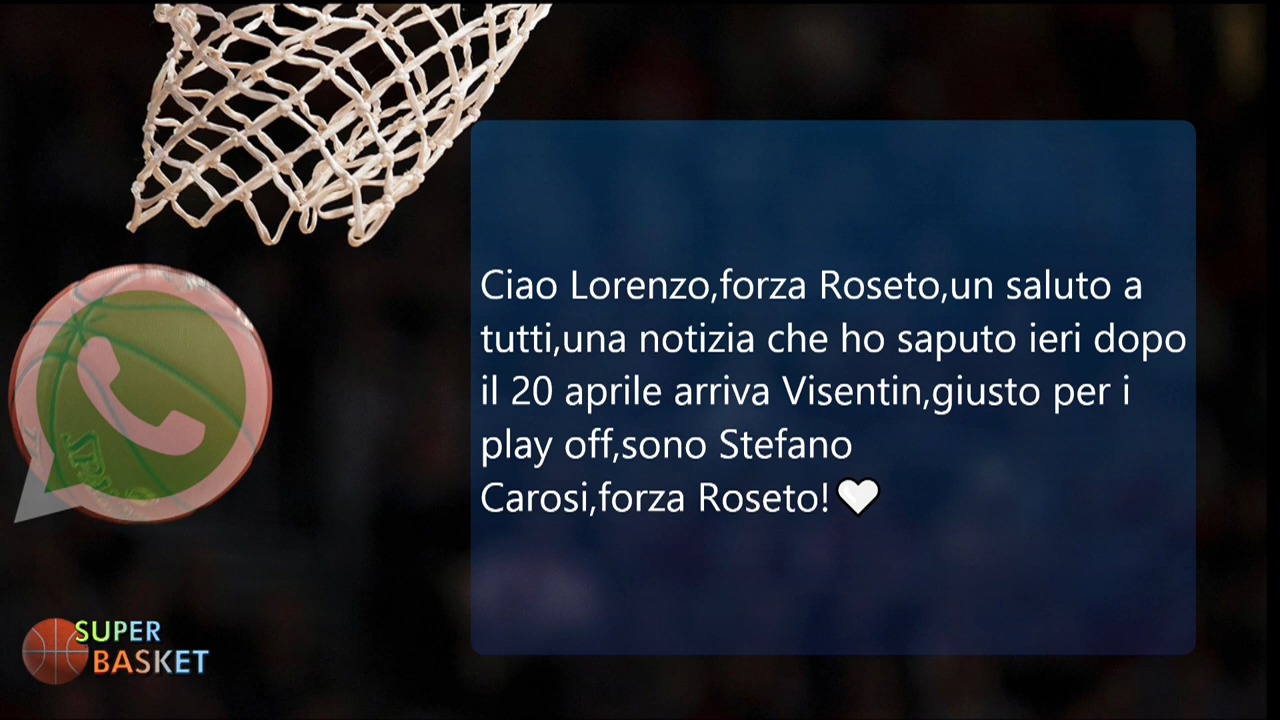 Ciao Lorenzo,forza Roseto,un saluto a
tutti,una notizia che ho saputo ieri dopo
il 20 aprile arriva Visentin,giusto per i
play off,sono Stefano
Carosi,forza Roseto!🤍
SUPER
BASKET